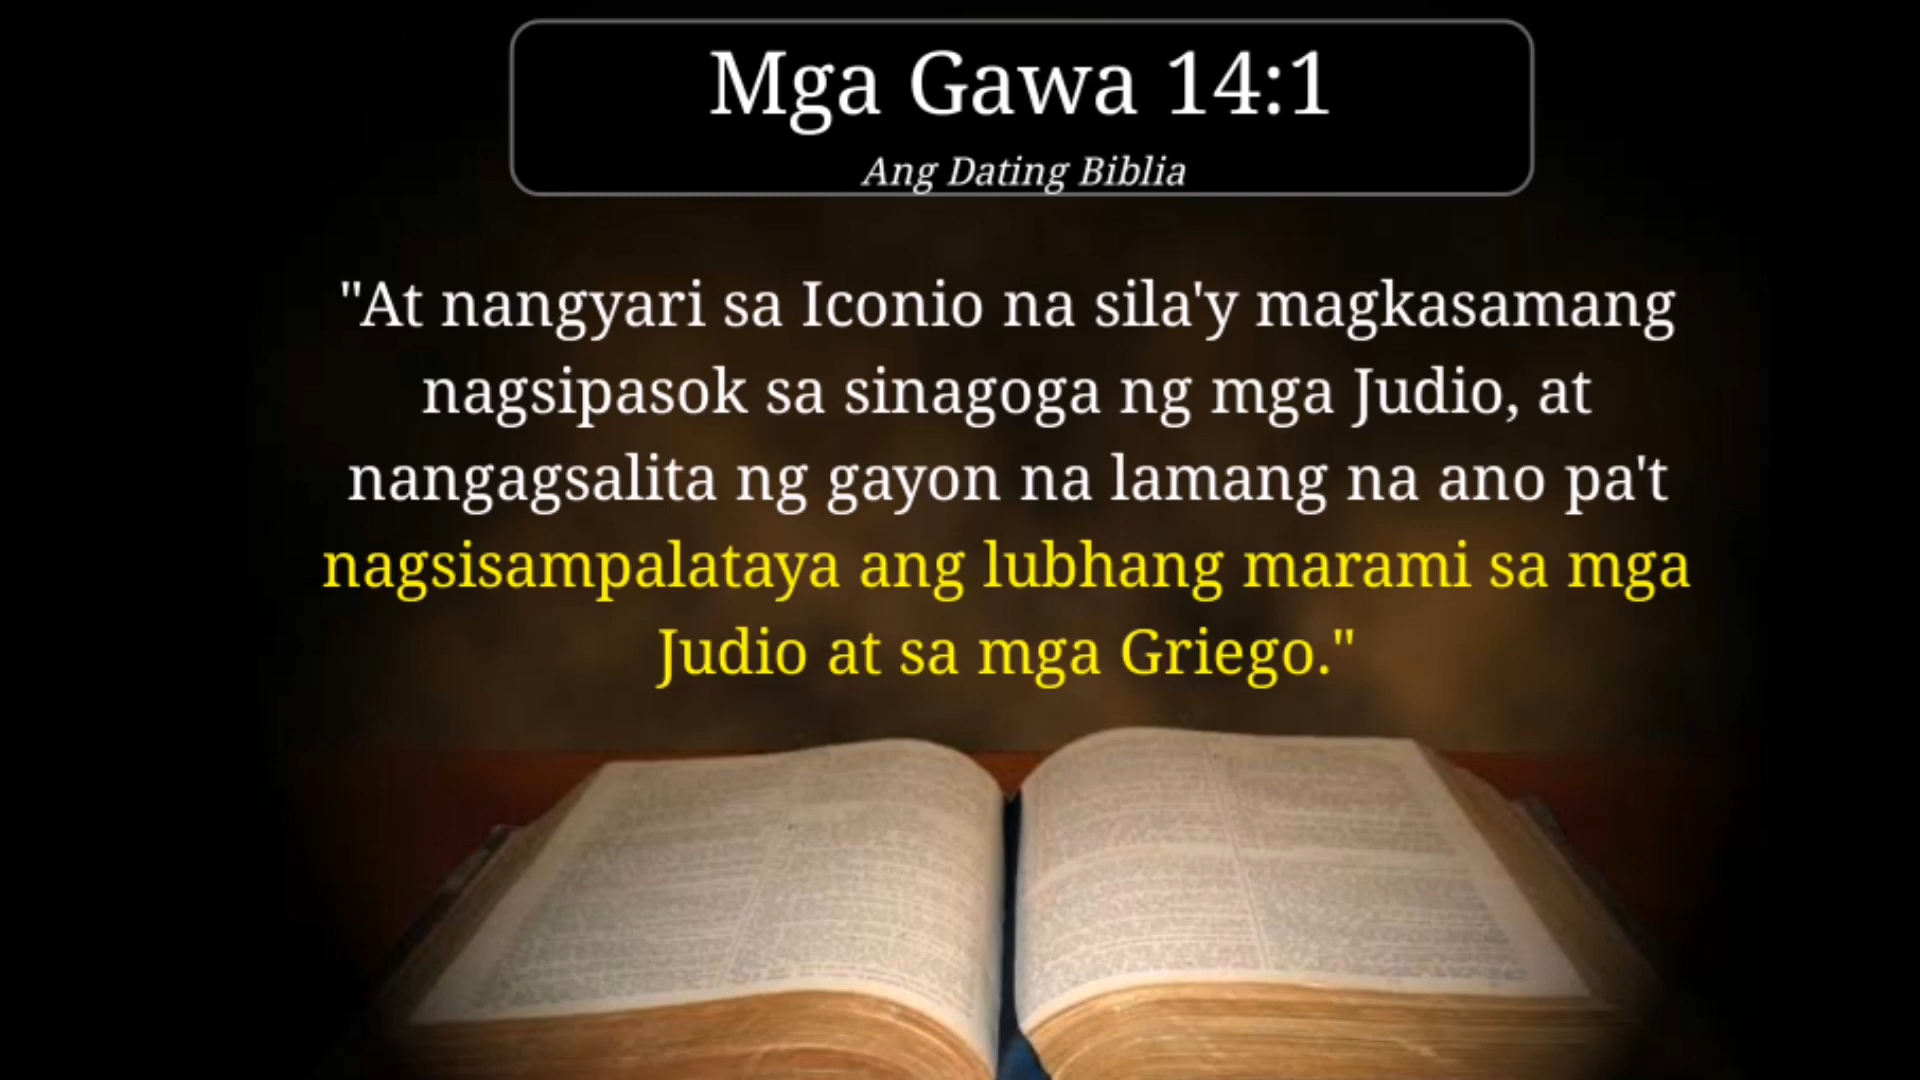 Mga Gawa 14:1
Ang Dating Biblia
"At nangyari sa Iconio na sila'y magkasamang
nagsipasok sa sinagoga ng mga Judio, at
nangagsalita ng gayon na lamang na ano pa't
nagsisampalataya ang lubhang marami sa mga
Judio at sa mga Griego."